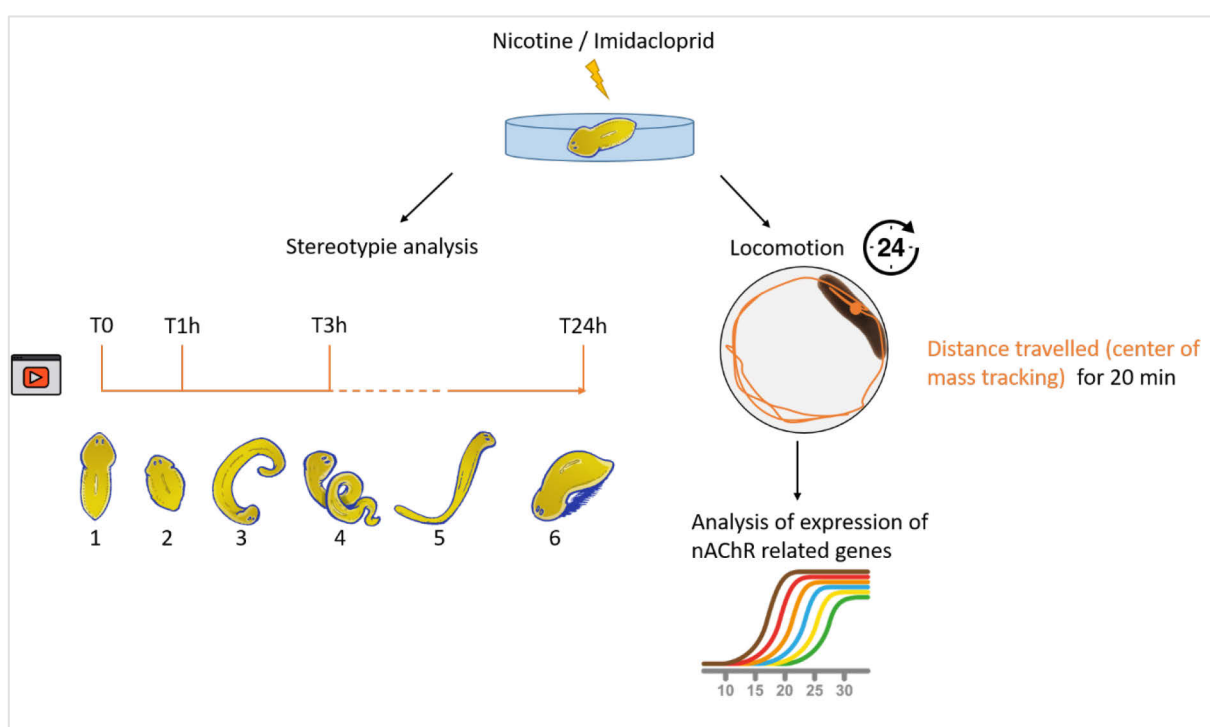 Nicotine / Imidacloprid
Stereotypie analysis
Locomotion
24
T0 T1h T3h T24h
Distance travelled (center of
mass tracking) for 20 min
1 2 3 4 5 6
Analysis of expression of
nAChR related genes
10 15 20 25 30